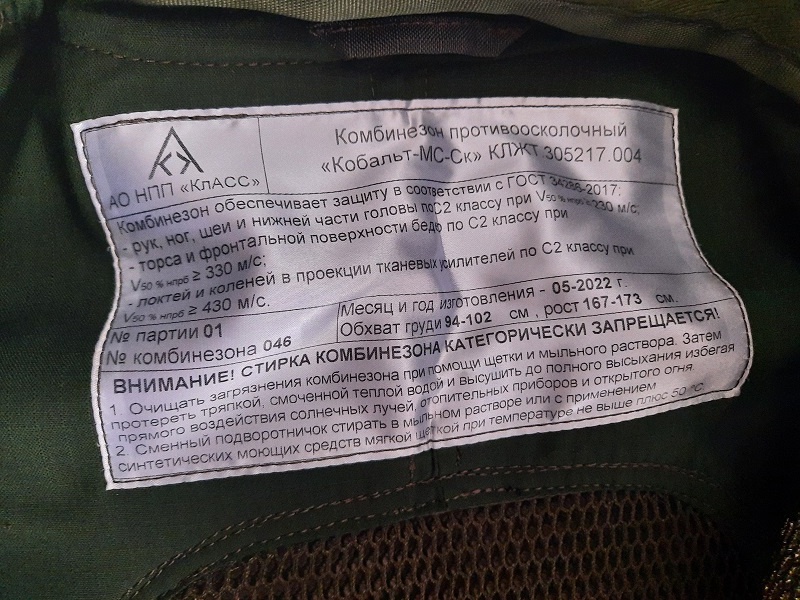 АО НПП «КлАСС»
Комбинезон противоосколочный
«Кобальт-МС-Ск» КЛЖТ.305217.004
Комбинезон обеспечивает защиту в соответствии с ГОСТ 34286-2017:
- рук, ног, шеи и нижней части головы по С2 классу при V50 % нпрб ≥ 230 м/с;
- торса и фронтальной поверхности бедер по С2 классу при
V50 % нпрб ≥ 330 м/с;
- локтей и коленей в проекции тканевых усилителей по С2 классу при
V50 % нпрб ≥ 430 м/с.
№ партии 01
№ комбинезона 046
Месяц и год изготовления - 05-2022 г.
Обхват груди 94-102 см , рост 167-173 см.
ВНИМАНИЕ! СТИРКА КОМБИНЕЗОНА КАТЕГОРИЧЕСКИ ЗАПРЕЩАЕТСЯ!
1. Очищать загрязнения комбинезона при помощи щетки и мыльного раствора. Затем
протереть тряпкой, смоченной теплой водой и высушить до полного высыхания избегая
прямого воздействия солнечных лучей, отопительных приборов и открытого огня.
2. Сменный подворотничок стирать в мыльном растворе или с применением
синтетических моющих средств мягкой щеткой при температуре не выше плюс 50 °С.